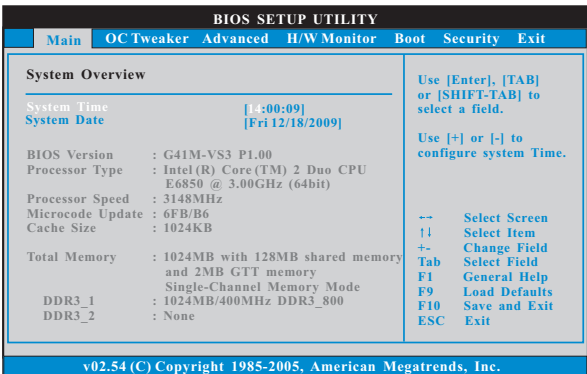 BIOS SETUP UTILITY
Main OC Tweaker Advanced H/W Monitor Boot Security Exit
System Overview
System Time [14:00:09]
System Date [Fri 12/18/2009]
BIOS Version : G41M-VS3 P1.00
Processor Type : Intel (R) Core (TM) 2 Duo CPU
E6850 @ 3.00GHz (64bit)
Processor Speed : 3148MHz
Microcode Update : 6FB/B6
Cache Size : 1024KB
Total Memory : 1024MB with 128MB shared memory
and 2MB GTT memory
Single-Channel Memory Mode
DDR3_1 : 1024MB/400MHz DDR3_800
DDR3_2 : None
Use [Enter], [TAB]
or [SHIFT-TAB] to
select a field.
Use [+] or [-] to
configure system Time.
←→ Select Screen
↑↓ Select Item
+- Change Field
Tab Select Field
F1 General Help
F9 Load Defaults
F10 Save and Exit
ESC Exit
v02.54 (C) Copyright 1985-2005, American Megatrends, Inc.